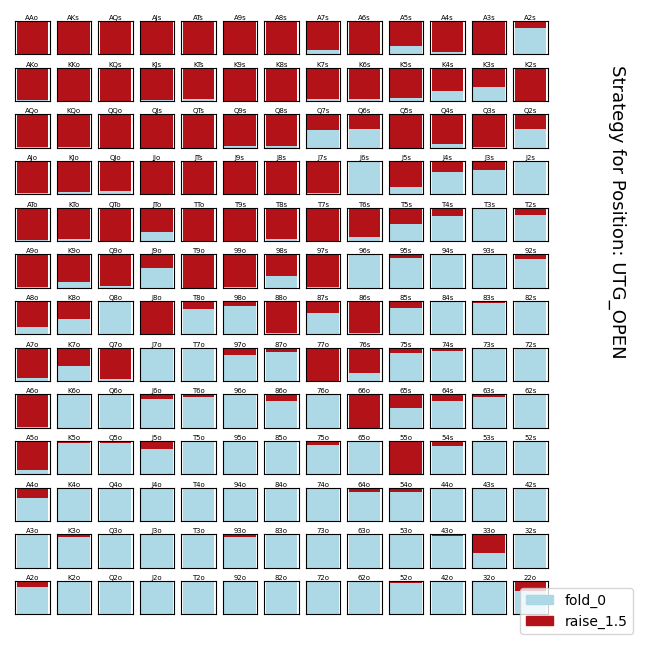 AAo AKs AQs AJs ATs A9s A8s A7s A6s A5s A4s A3s A2s
AKo KKo KQs KJs KTs K9s K8s K7s K6s K5s K4s K3s K2s
AQo KQo QQo QJs QTs Q9s Q8s Q7s Q6s Q5s Q4s Q3s Q2s
AJo KJo QJo JJo JTs J9s J8s J7s J6s J5s J4s J3s J2s
ATo KTo QTo JTo TTo T9s T8s T7s T6s T5s T4s T3s T2s
A9o K9o Q9o J9o T9o 99o 98s 97s 96s 95s 94s 93s 92s
A8o K8o Q8o J8o T8o 98o 88o 87s 86s 85s 84s 83s 82s
A7o K7o Q7o J7o T7o 97o 87o 77o 76s 75s 74s 73s 72s
A6o K6o Q6o J6o T6o 96o 86o 76o 66o 65s 64s 63s 62s
A5o K5o Q5o J5o T5o 95o 85o 75o 65o 55o 54s 53s 52s
A4o K4o Q4o J4o T4o 94o 84o 74o 64o 54o 44o 43s 42s
A3o K3o Q3o J3o T3o 93o 83o 73o 63o 53o 43o 33o 32s
A2o K2o Q2o J2o T2o 92o 82o 72o 62o 52o 42o 32o 22o
Strategy for Position: UTG_OPEN
fold_0
raise_1.5